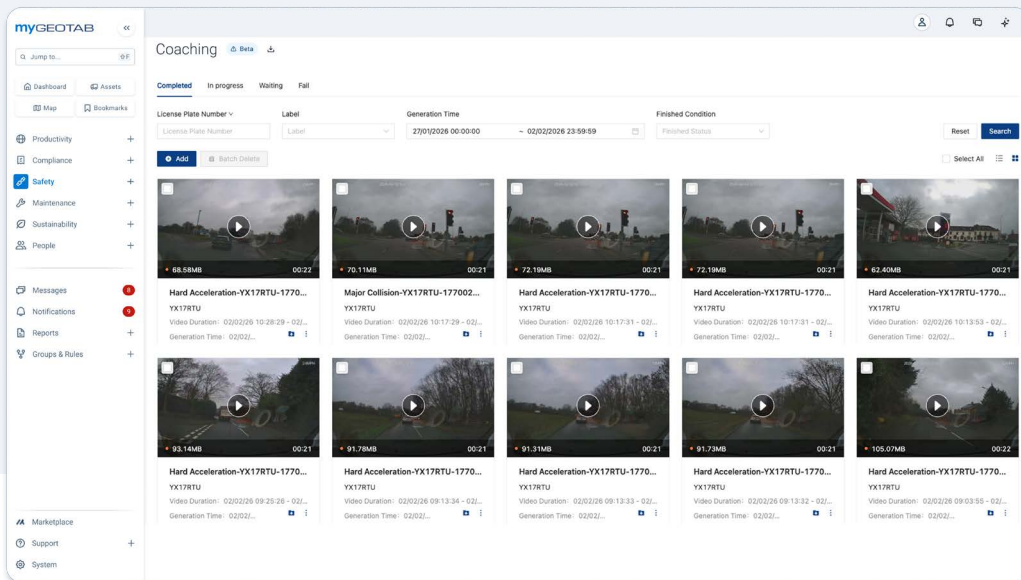 myGEOTAB
Jump to...
Dashboard
Assets
Map
Bookmarks
Productivity
Compliance
Safety
Maintenance
Sustainability
People
Messages 8
Notifications 9
Reports
Groups & Rules
Marketplace
Support
System
Coaching Beta
Completed In progress Waiting Fail
License Plate Number Label Generation Time Finished Condition
License Plate Number Label 27/01/2026 00:00:00 ~ 02/02/2026 23:59:59 Finished Status Reset Search
Add Batch Delete Select All
68.58MB 00:22
Hard Acceleration-YX17RTU-1770...
YX17RTU
Video Duration: 02/02/26 10:28:29 - 02/...
Generation Time: 02/02/...
70.11MB 00:21
Major Collision-YX17RTU-177002...
YX17RTU
Video Duration: 02/02/26 10:17:29 - 02/...
Generation Time: 02/02/...
72.19MB 00:21
Hard Acceleration-YX17RTU-1770...
YX17RTU
Video Duration: 02/02/26 10:17:31 - 02/...
Generation Time: 02/02/...
72.19MB 00:21
Hard Acceleration-YX17RTU-1770...
YX17RTU
Video Duration: 02/02/26 10:17:31 - 02/...
Generation Time: 02/02/...
62.40MB 00:21
Hard Acceleration-YX17RTU-1770...
YX17RTU
Video Duration: 02/02/26 10:13:53 - 02/...
Generation Time: 02/02/...
93.14MB 00:21
Hard Acceleration-YX17RTU-1770...
YX17RTU
Video Duration: 02/02/26 09:25:26 - 02/...
Generation Time: 02/02/...
91.78MB 00:21
Hard Acceleration-YX17RTU-1770...
YX17RTU
Video Duration: 02/02/26 09:13:34 - 02/...
Generation Time: 02/02/...
91.31MB 00:21
Hard Acceleration-YX17RTU-1770...
YX17RTU
Video Duration: 02/02/26 09:13:33 - 02/...
Generation Time: 02/02/...
91.73MB 00:21
Hard Acceleration-YX17RTU-1770...
YX17RTU
Video Duration: 02/02/26 09:13:32 - 02/...
Generation Time: 02/02/...
105.07MB 00:22
Hard Acceleration-YX17RTU-1770...
YX17RTU
Video Duration: 02/02/26 09:03:55 - 02/...
Generation Time: 02/02/...